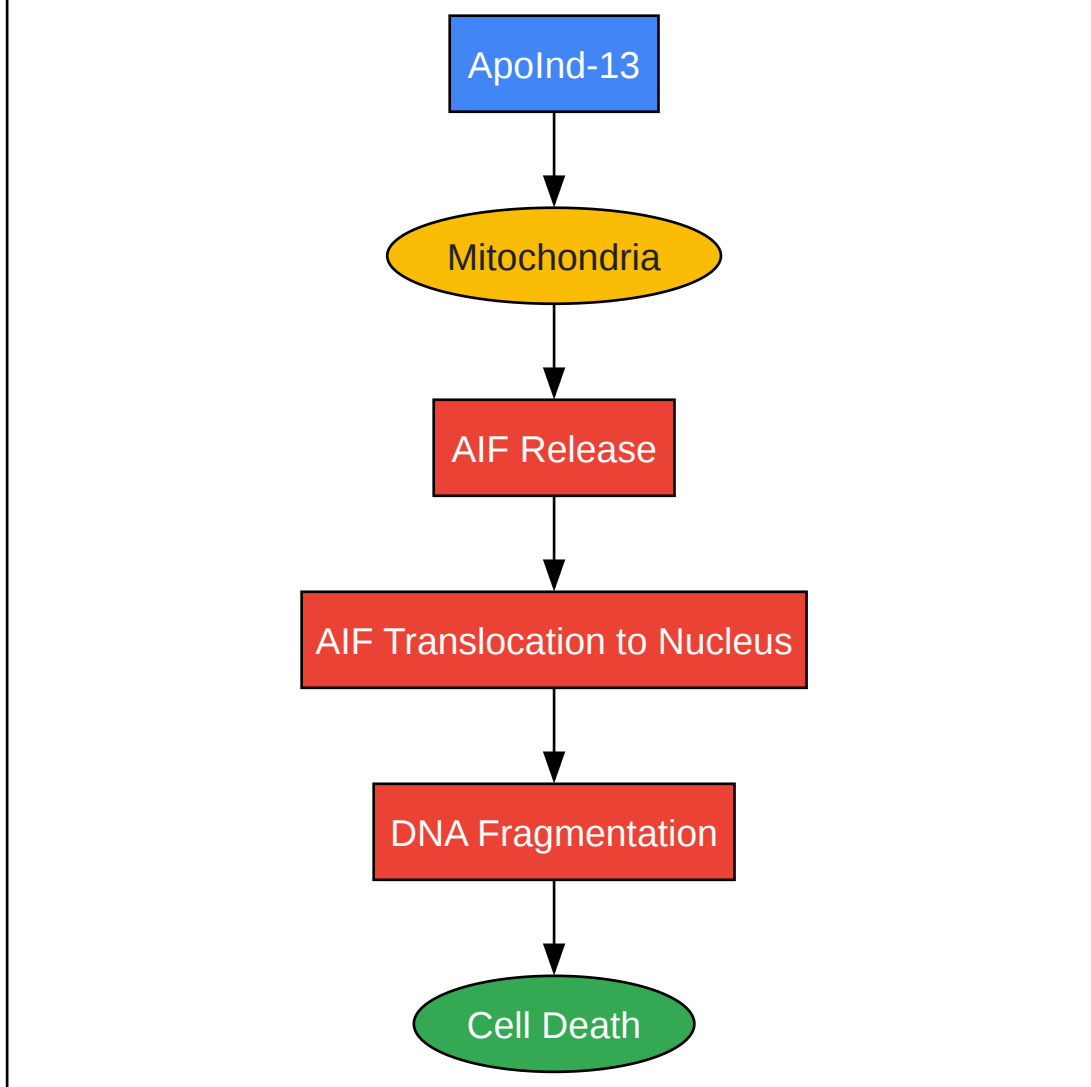 ApoInd-13
Mitochondria
AIF Release
AIF Translocation to Nucleus
DNA Fragmentation
Cell Death